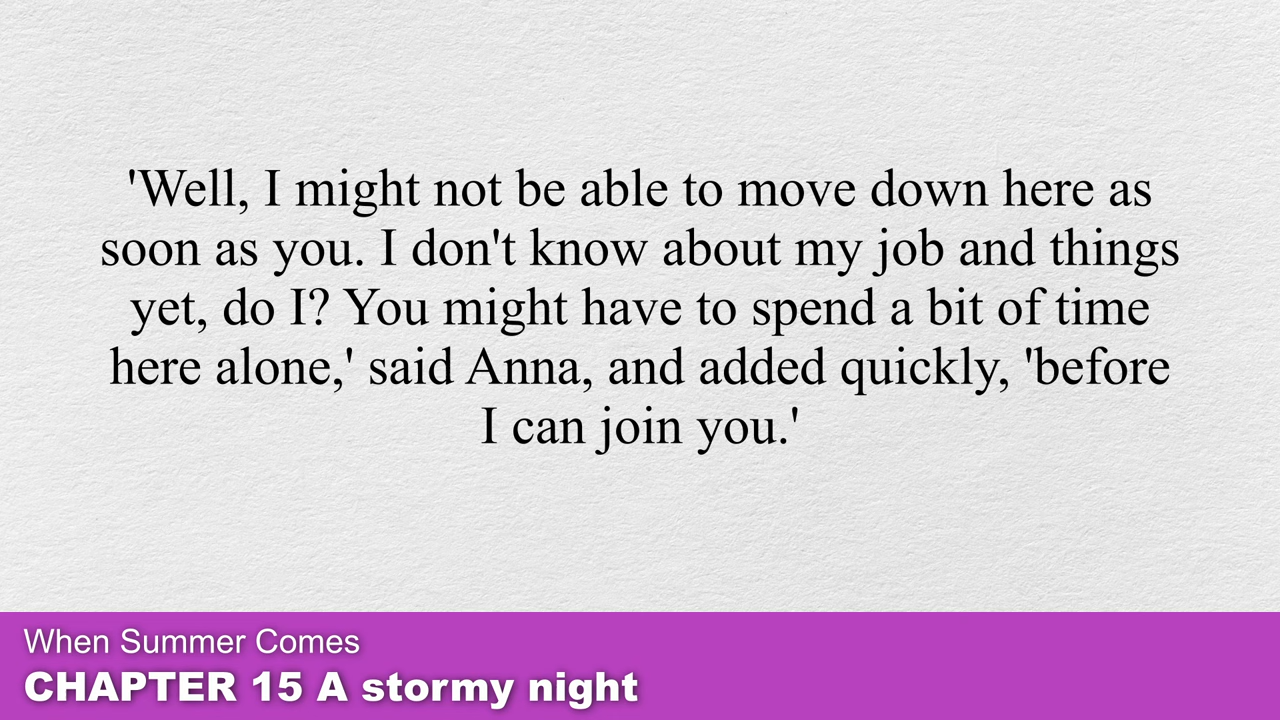 'Well, I might not be able to move down here as
soon as you. I don't know about my job and things
yet, do I? You might have to spend a bit of time
here alone,' said Anna, and added quickly, 'before
I can join you.'
When Summer Comes
CHAPTER 15 A stormy night